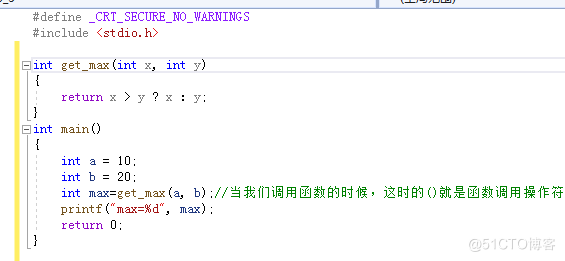 #define _CRT_SECURE_NO_WARNINGS
#include <stdio.h>
int get_max(int x, int y)
{
return x > y ? x : y;
}
int main()
{
int a = 10;
int b = 20;
int max=get_max(a, b);//当我们调用函数的时候，这时的()就是函数调用操作符
printf("max=%d", max);
return 0;
}
@51CTO博客